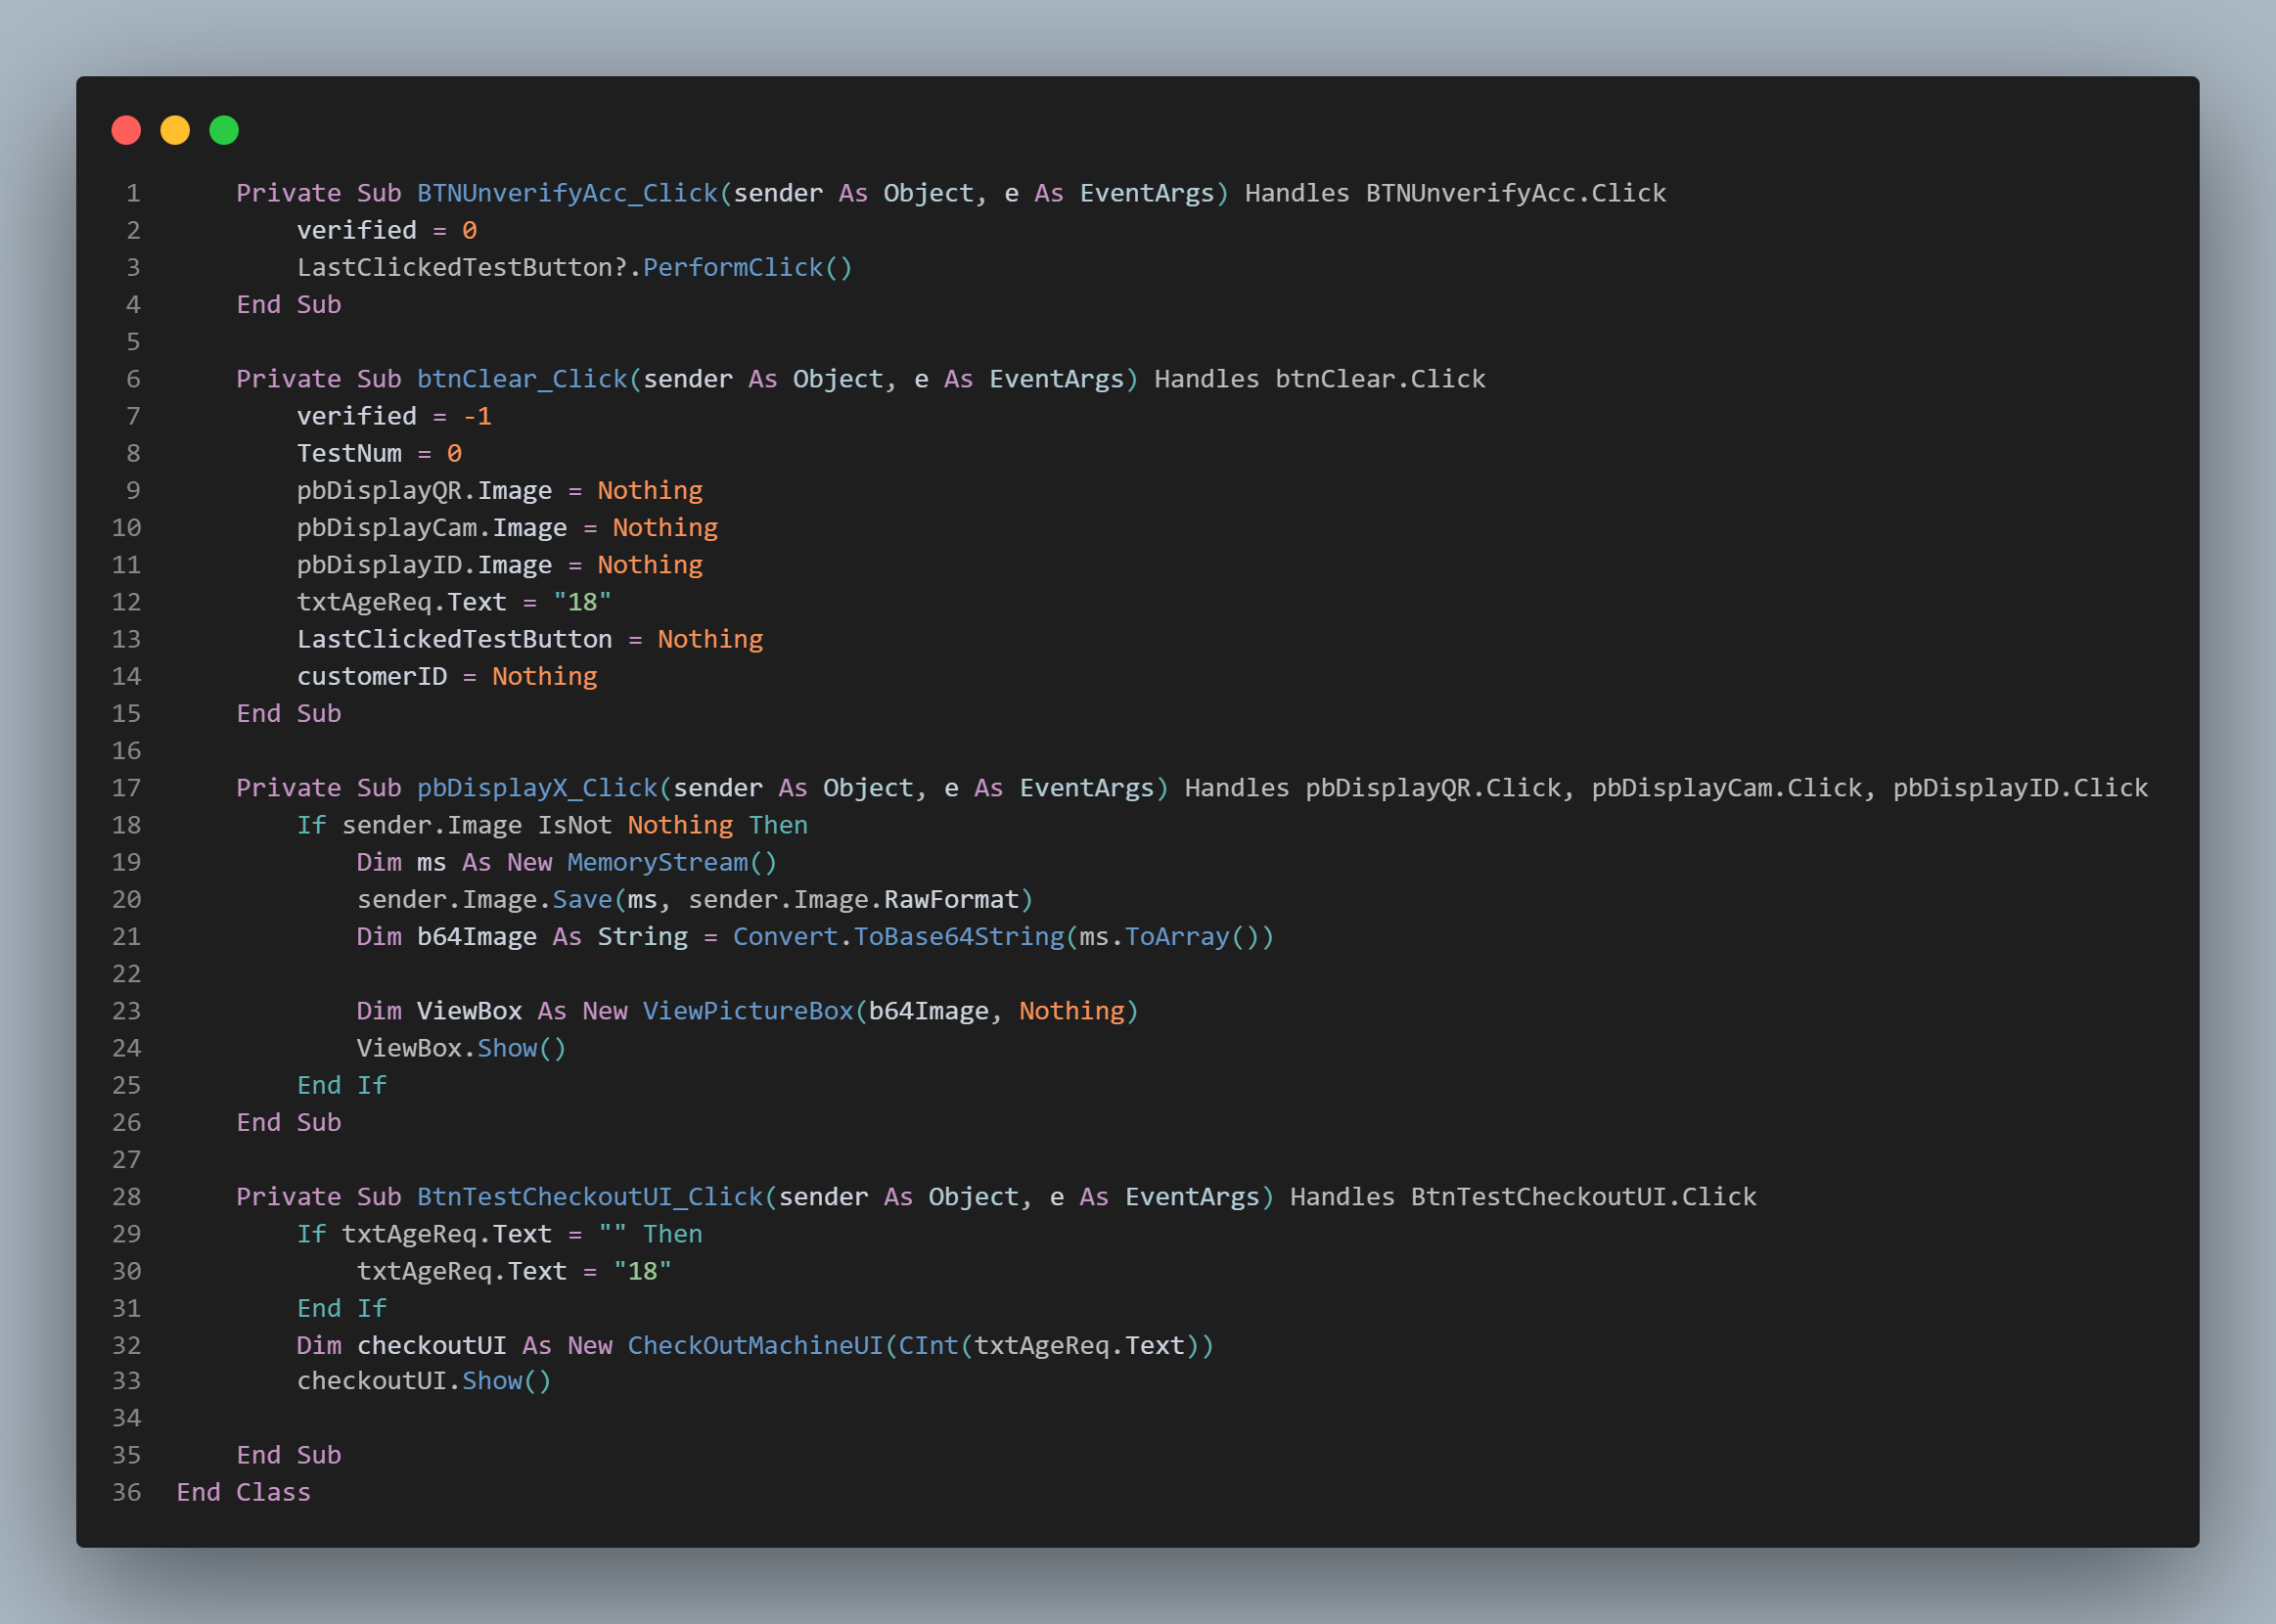 1 Private Sub BTNUnverifyAcc_Click(sender As Object, e As EventArgs) Handles BTNUnverifyAcc.Click
2 verified = 0
3 LastClickedTestButton?.PerformClick()
4 End Sub
5
6 Private Sub btnClear_Click(sender As Object, e As EventArgs) Handles btnClear.Click
7 verified = -1
8 TestNum = 0
9 pbDisplayQR.Image = Nothing
10 pbDisplayCam.Image = Nothing
11 pbDisplayID.Image = Nothing
12 txtAgeReq.Text = "18"
13 LastClickedTestButton = Nothing
14 customerID = Nothing
15 End Sub
16
17 Private Sub pbDisplayX_Click(sender As Object, e As EventArgs) Handles pbDisplayQR.Click, pbDisplayCam.Click, pbDisplayID.Click
18 If sender.Image IsNot Nothing Then
19 Dim ms As New MemoryStream()
20 sender.Image.Save(ms, sender.Image.RawFormat)
21 Dim b64Image As String = Convert.ToBase64String(ms.ToArray())
22
23 Dim ViewBox As New ViewPictureBox(b64Image, Nothing)
24 ViewBox.Show()
25 End If
26 End Sub
27
28 Private Sub BtnTestCheckoutUI_Click(sender As Object, e As EventArgs) Handles BtnTestCheckoutUI.Click
29 If txtAgeReq.Text = "" Then
30 txtAgeReq.Text = "18"
31 End If
32 Dim checkoutUI As New CheckOutMachineUI(CInt(txtAgeReq.Text))
33 checkoutUI.Show()
34
35 End Sub
36 End Class